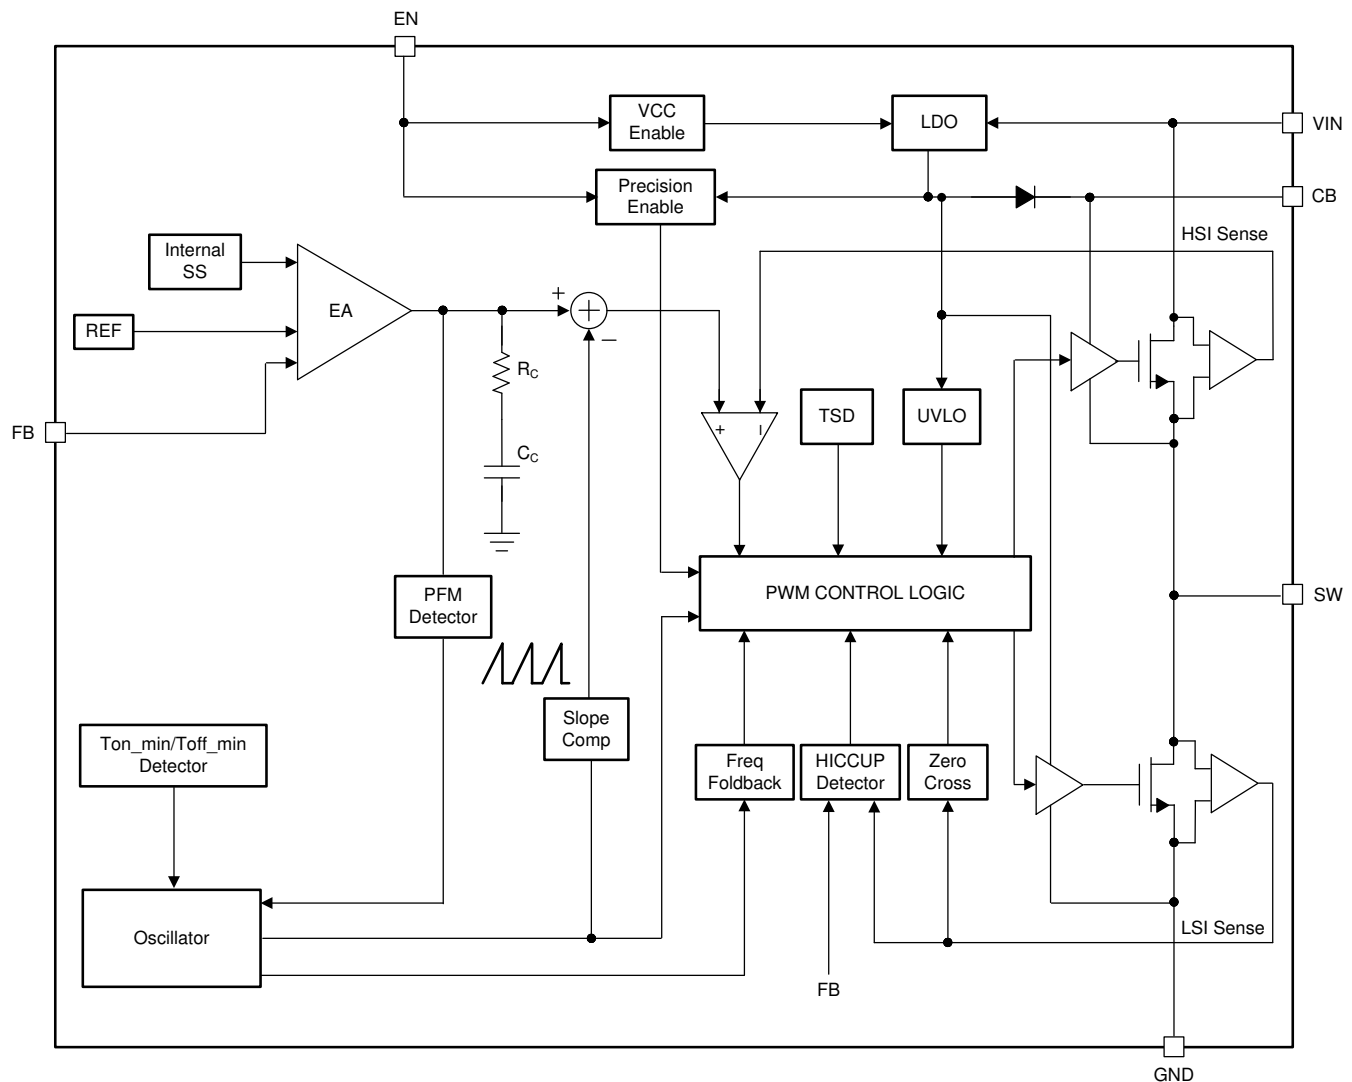 EN
VCC
Enable
LDO
VIN
Precision
Enable
CB
HSI Sense
Internal
SS
+
EA
REF
−
RC
FB
TSD
UVLO
+
−
CC
PFM
Detector
PWM CONTROL LOGIC
SW
Slope
Comp
Ton_min/Toff_min
Detector
Freq
Foldback
HICCUP
Detector
Zero
Cross
Oscillator
LSI Sense
FB
GND